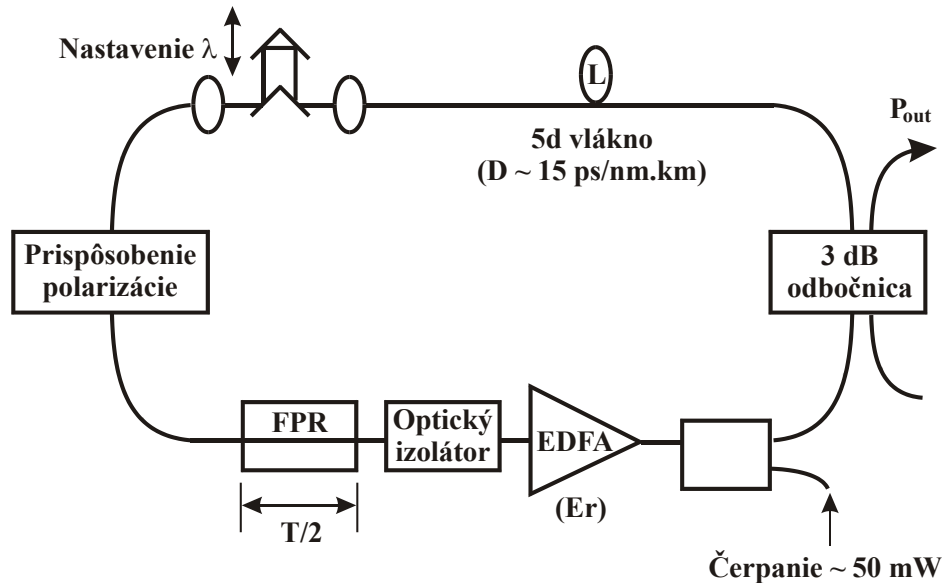 Nastavenie λ
L
P_out
5d vlákno
(D ~ 15 ps/nm.km)
Prispôsobenie
polarizácie
3 dB
odbočnica
FPR
Optický
izolátor
EDFA
(Er)
T/2
Čerpanie ~ 50 mW